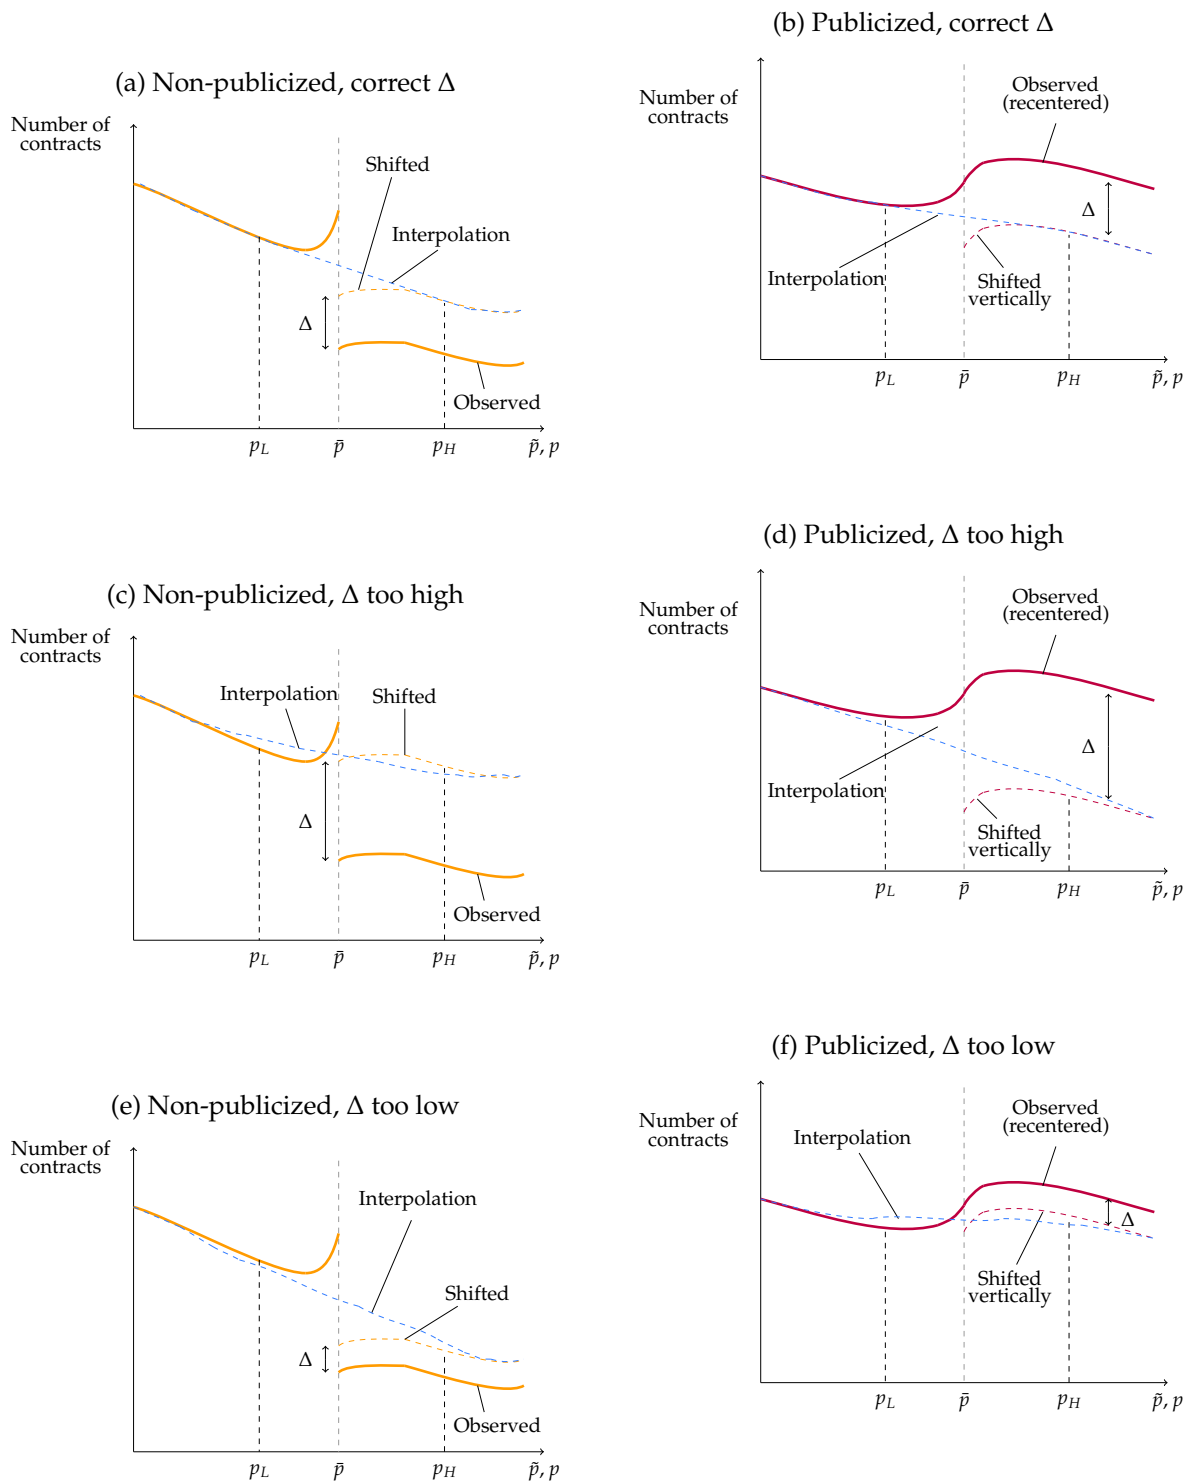 (a) Non-publicized, correct Δ
Number of
contracts
Shifted
Interpolation
Δ
Observed
p_L
p̄
p_H
p̃, p
(b) Publicized, correct Δ
Number of
contracts
Observed
(recentered)
Δ
Interpolation
Shifted
vertically
p_L
p̄
p_H
p̃, p
(c) Non-publicized, Δ too high
Number of
contracts
Interpolation
Shifted
Δ
Observed
p_L
p̄
p_H
p̃, p
(d) Publicized, Δ too high
Number of
contracts
Observed
(recentered)
Δ
Interpolation
Shifted
vertically
p_L
p̄
p_H
p̃, p
(e) Non-publicized, Δ too low
Number of
contracts
Interpolation
Shifted
Δ
Observed
p_L
p̄
p_H
p̃, p
(f) Publicized, Δ too low
Number of
contracts
Interpolation
Observed
(recentered)
Δ
Shifted
vertically
p_L
p̄
p_H
p̃, p